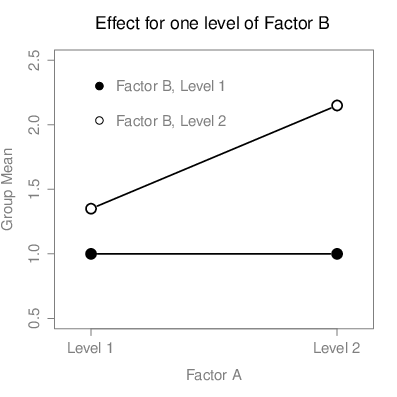 Effect for one level of Factor B
Factor B, Level 1
Factor B, Level 2
Group Mean
2.5
2.0
1.5
1.0
0.5
Level 1
Level 2
Factor A